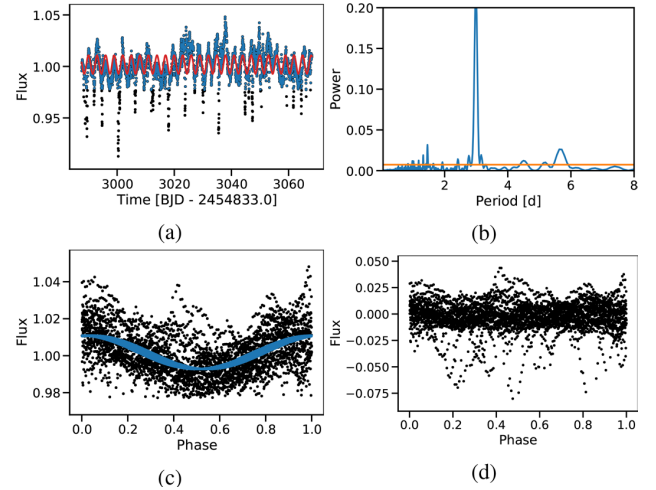 1.05
1.00
0.95
Flux
3000 3020 3040 3060
Time [BJD - 2454833.0]
(a)
0.20
0.15
0.10
0.05
0.00
Power
2 4 6 8
Period [d]
(b)
1.04
1.02
1.00
0.98
Flux
0.0 0.2 0.4 0.6 0.8 1.0
Phase
(c)
0.050
0.025
0.000
−0.025
−0.050
−0.075
Flux
0.0 0.2 0.4 0.6 0.8 1.0
Phase
(d)